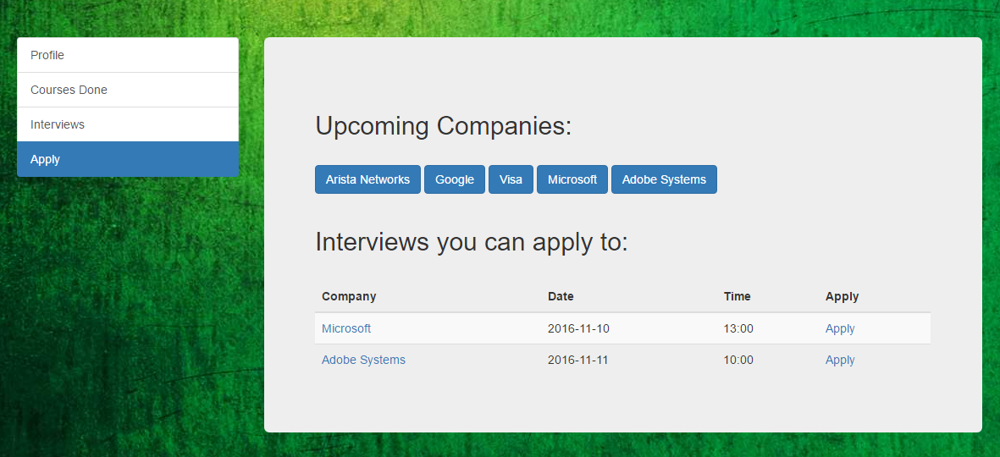 Profile
Courses Done
Interviews
Apply
Upcoming Companies:
Arista Networks Google Visa Microsoft Adobe Systems
Interviews you can apply to:
Company Date Time Apply
Microsoft 2016-11-10 13:00 Apply
Adobe Systems 2016-11-11 10:00 Apply